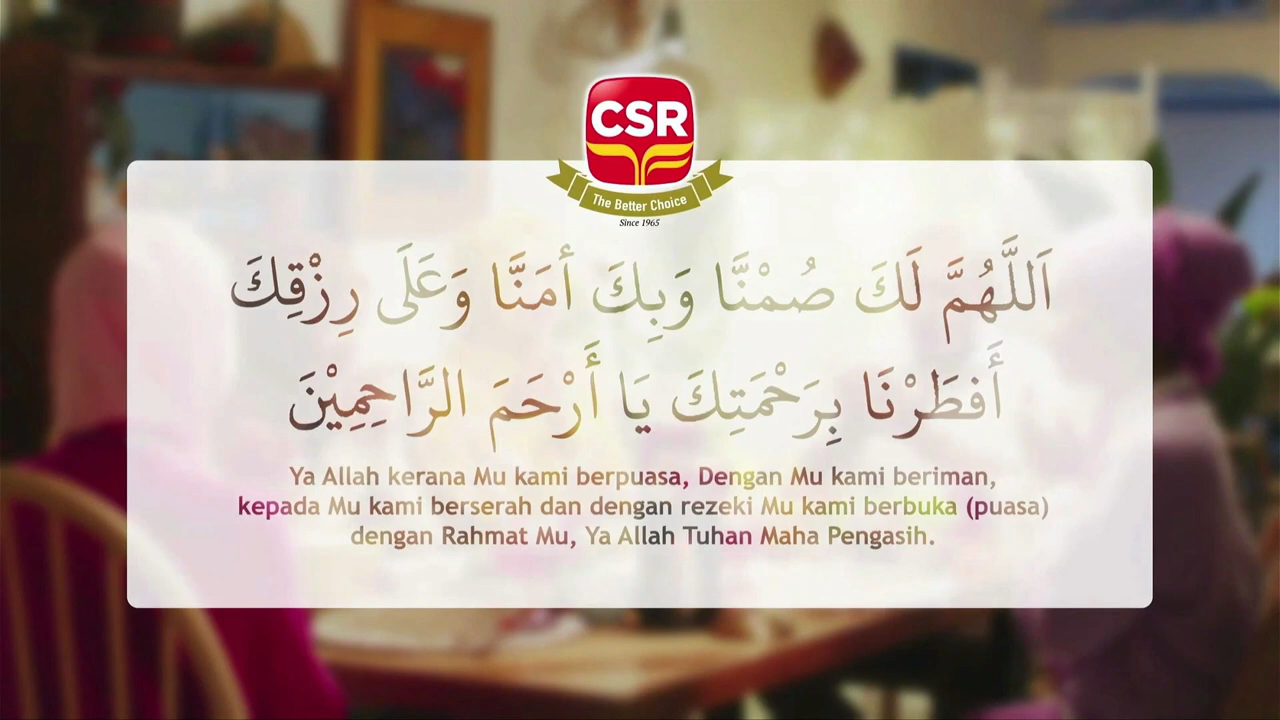 CSR
The Better Choice
Since 1965
اَللَّهُمَّ لَكَ صُمْنَّا وَبِكَ أمَنَّا وَعَلَى رِزْقِكَ
أَفطَرْنَا بِرَحْمَتِكَ يَا أَرْحَمَ الرَّاحِمِيْنَ
Ya Allah kerana Mu kami berpuasa, Dengan Mu kami beriman,
kepada Mu kami berserah dan dengan rezeki Mu kami berbuka (puasa)
dengan Rahmat Mu, Ya Allah Tuhan Maha Pengasih.